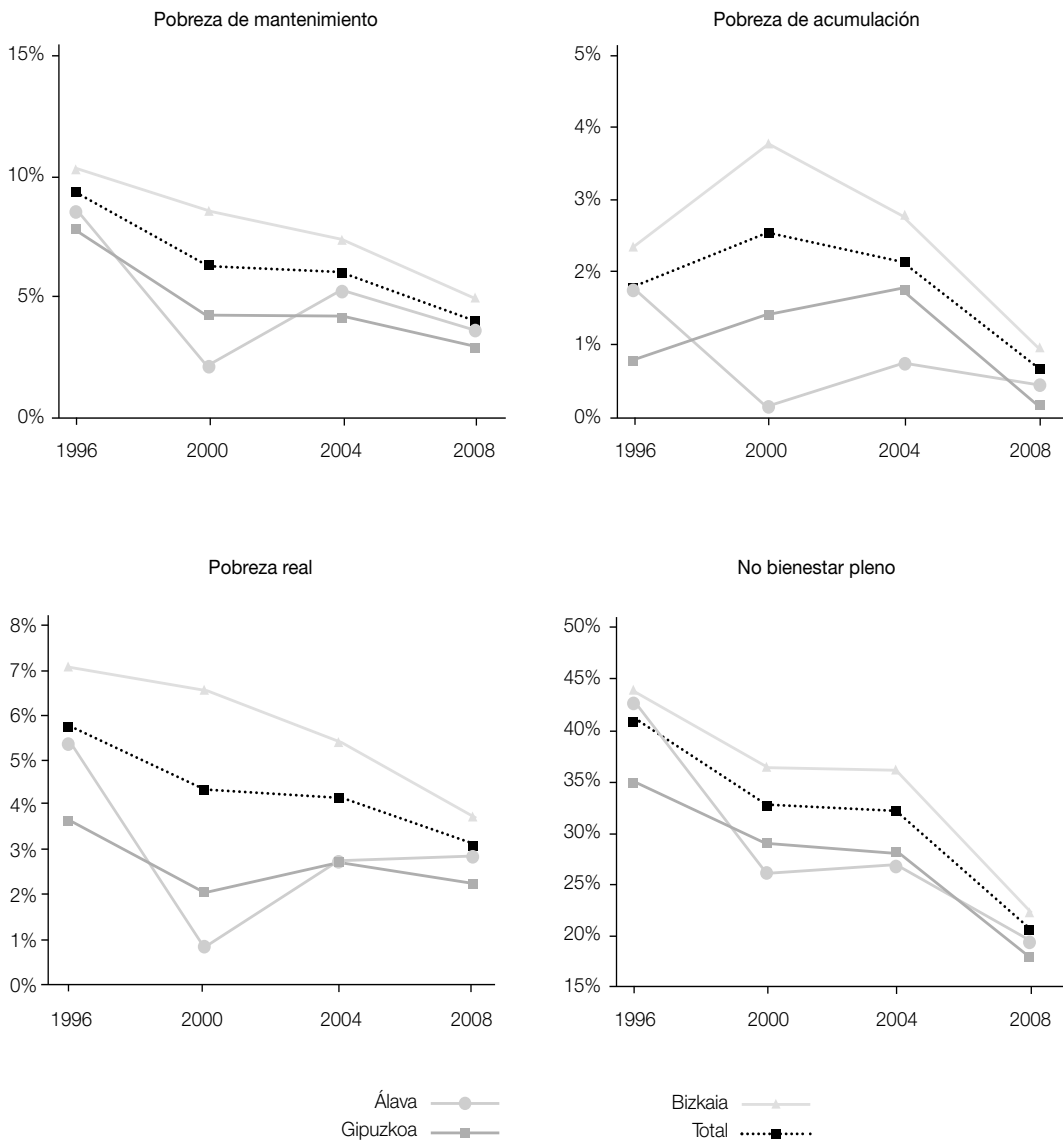 Pobreza de mantenimiento
15%
10%
5%
0%
1996 2000 2004 2008
Pobreza de acumulación
5%
4%
3%
2%
1%
0%
1996 2000 2004 2008
Pobreza real
8%
7%
6%
5%
4%
3%
2%
1%
0%
1996 2000 2004 2008
No bienestar pleno
50%
45%
40%
35%
30%
25%
20%
15%
1996 2000 2004 2008
Álava
Gipuzkoa
Bizkaia
Total